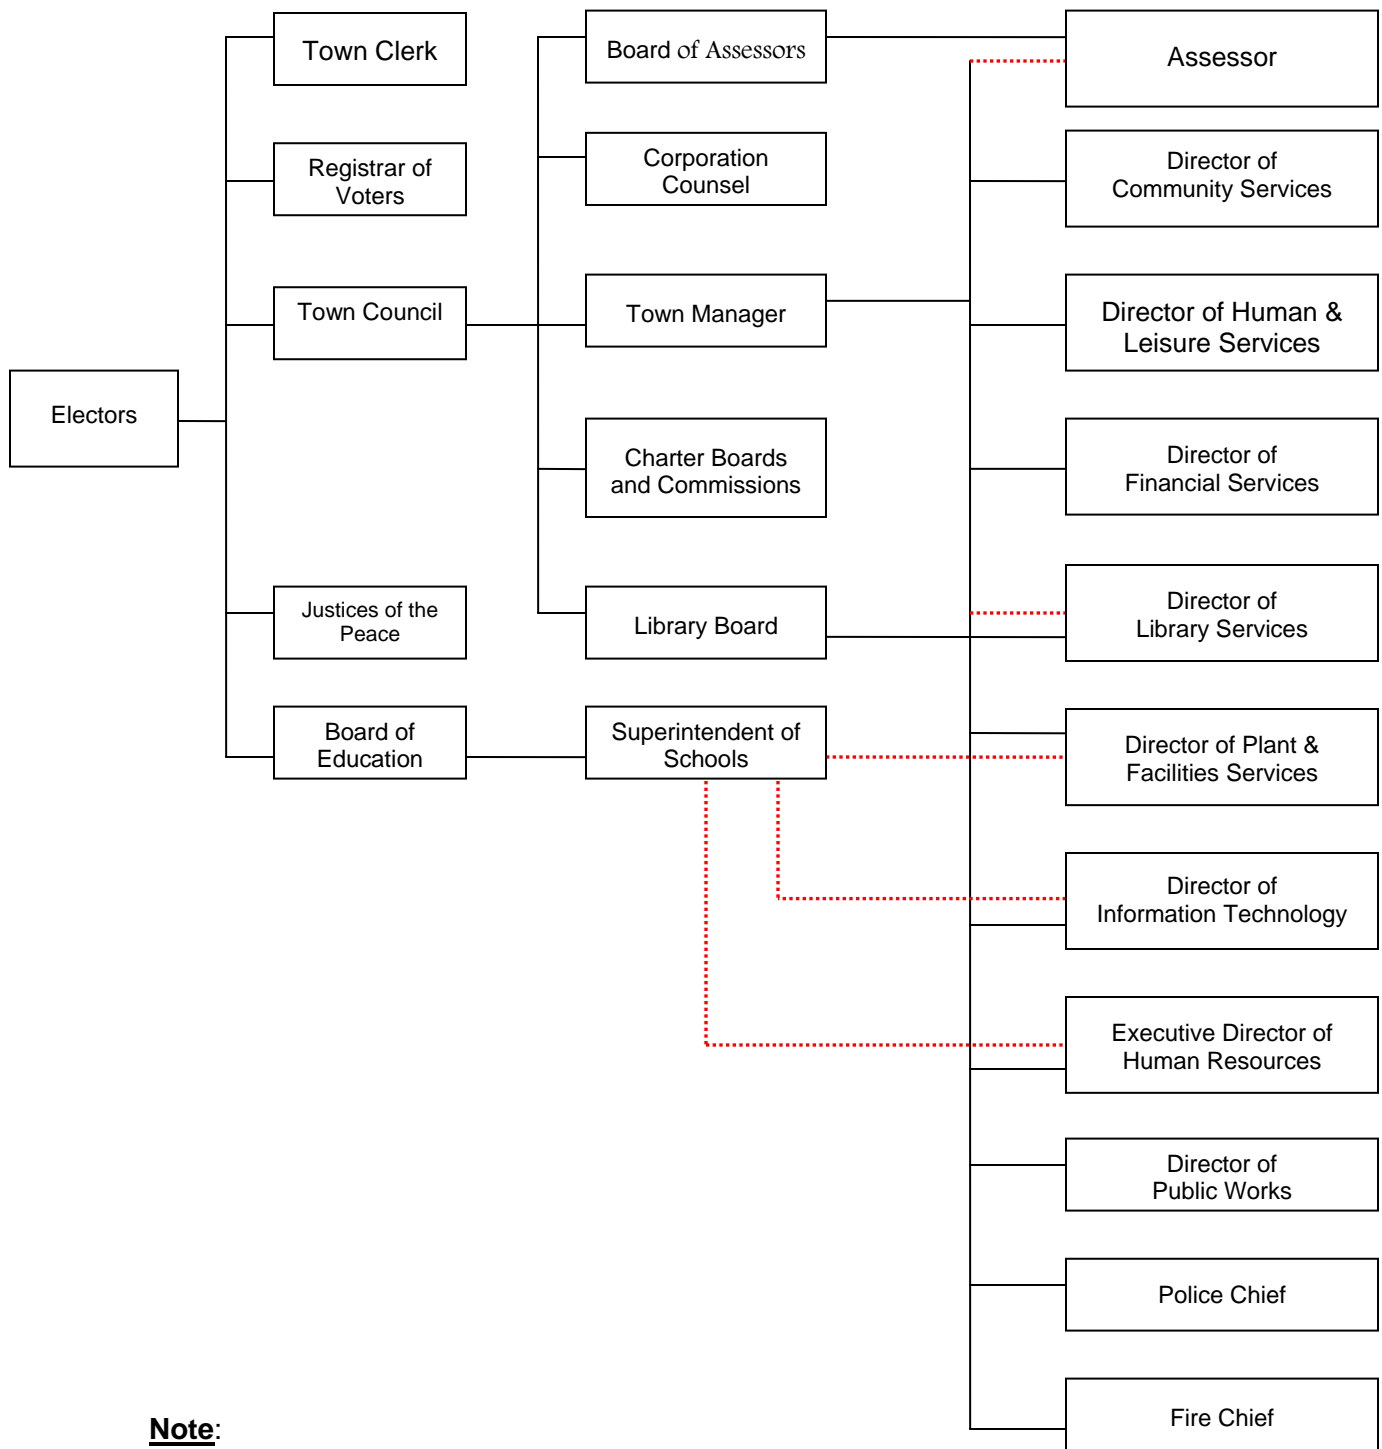 Electors
Town Clerk
Registrar of
Voters
Town Council
Justices of the
Peace
Board of
Education
Board of Assessors
Corporation
Counsel
Town Manager
Charter Boards
and Commissions
Library Board
Superintendent of
Schools
Assessor
Director of
Community Services
Director of Human &
Leisure Services
Director of
Financial Services
Director of
Library Services
Director of Plant &
Facilities Services
Director of
Information Technology
Executive Director of
Human Resources
Director of
Public Works
Police Chief
Fire Chief
Note: